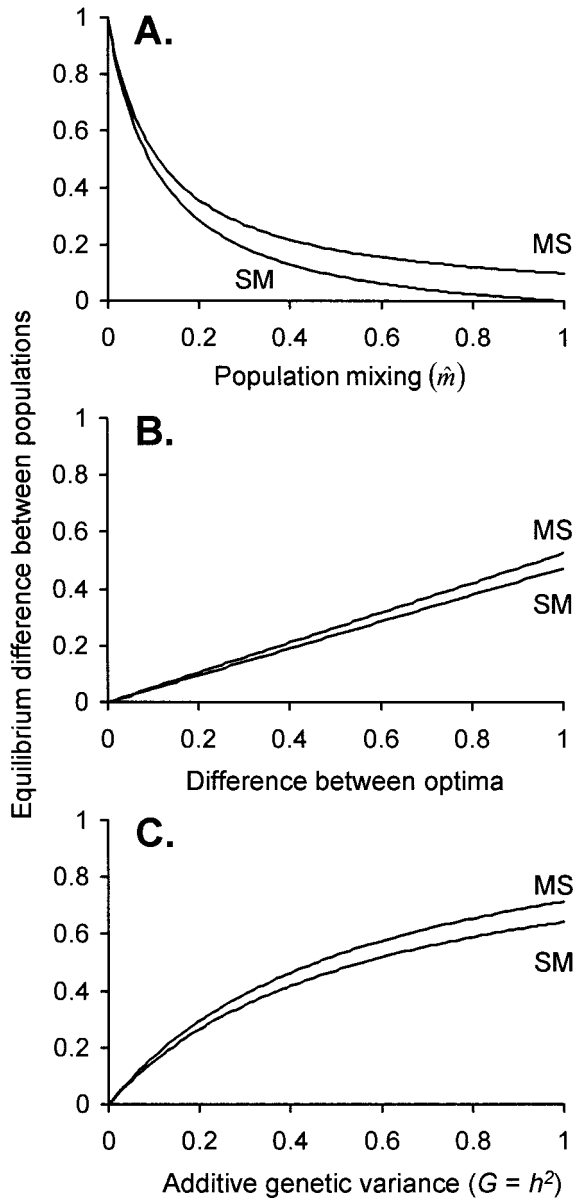 Equilibrium difference between populations
A.
1
0.8
0.6
0.4
0.2
0
MS
SM
0 0.2 0.4 0.6 0.8 1
Population mixing (m̂)
B.
1
0.8
0.6
0.4
0.2
0
MS
SM
0 0.2 0.4 0.6 0.8 1
Difference between optima
C.
1
0.8
0.6
0.4
0.2
0
MS
SM
0 0.2 0.4 0.6 0.8 1
Additive genetic variance (G = h²)